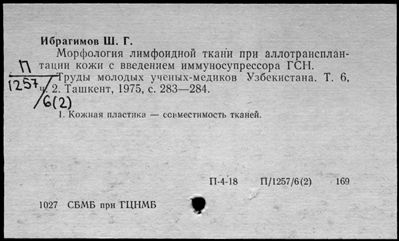 Ибрагимов Ш. Г.
Морфология лимфоидной ткани при аллотрансплан-
тации кожи с введением иммуносупрессора ГСН.
П
Труды молодых ученых-медиков Узбекистана. Т. 6,
1257
ч. 2. Ташкент, 1975, с. 283—284.
6(2)
1. Кожная пластика — совместимость тканей.
П-4-18 П/1257/6(2) 169
1027 СБМБ при ТЦНМБ